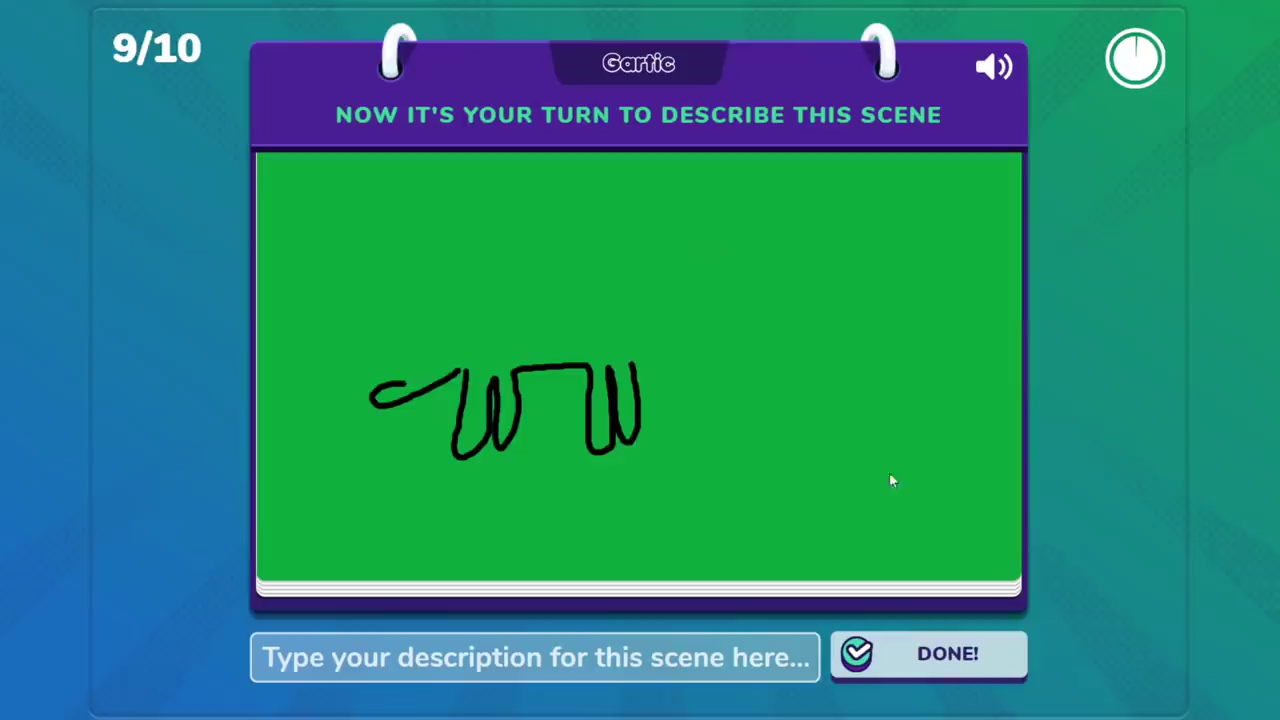 9/10
Gartic
NOW IT'S YOUR TURN TO DESCRIBE THIS SCENE
Type your description for this scene here...
DONE!